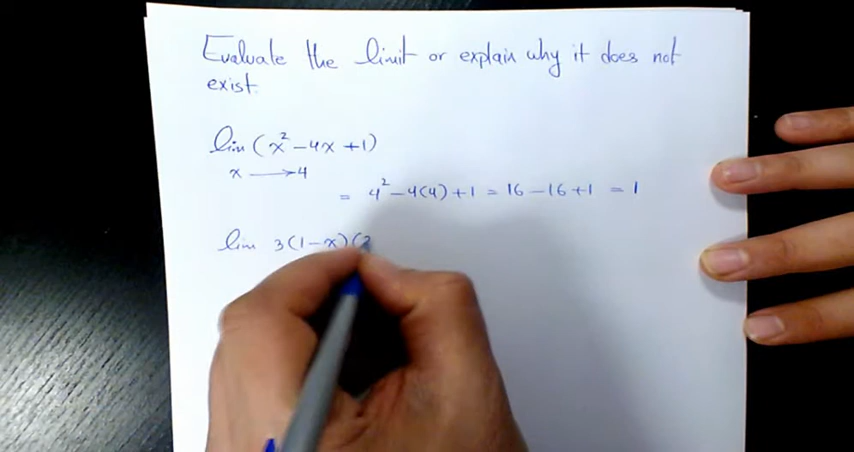 Evaluate the limit or explain why it does not
exist.
lim (x² - 4x + 1)
x → 4
= 4² - 4(4) + 1 = 16 - 16 + 1 = 1
lim 3(1 - x)(2